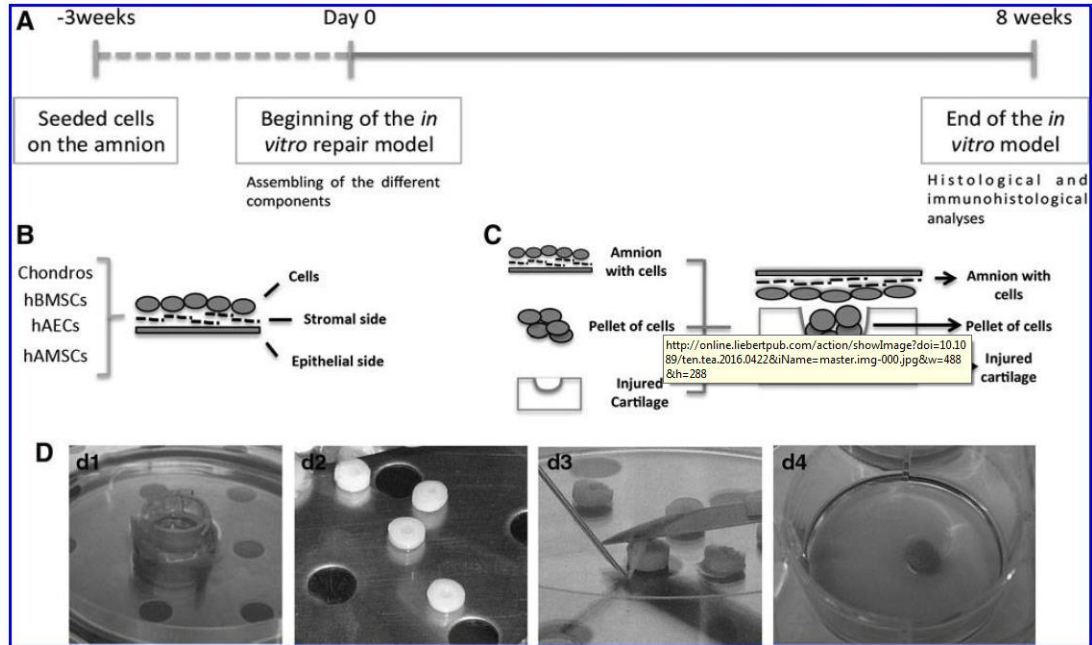 A
-3weeks
Day 0
8 weeks
Seeded cells
on the amnion
Beginning of the in
vitro repair model
Assembling of the different
components
End of the in
vitro model
Histological and
immunohistological
analyses
B
Chondros
hBMSCs
hAECs
hAMSCs
Cells
Stromal side
Epithelial side
C
Amnion
with cells
Pellet of cells
Injured
Cartilage
Amnion with
cells
Pellet of cells
Injured
cartilage
http://online.liebertpub.com/action/showImage?doi=10.10
89/ten.tea.2016.0422&iName=master.img-000.jpg&w=488
&h=288
D
d1
d2
d3
d4